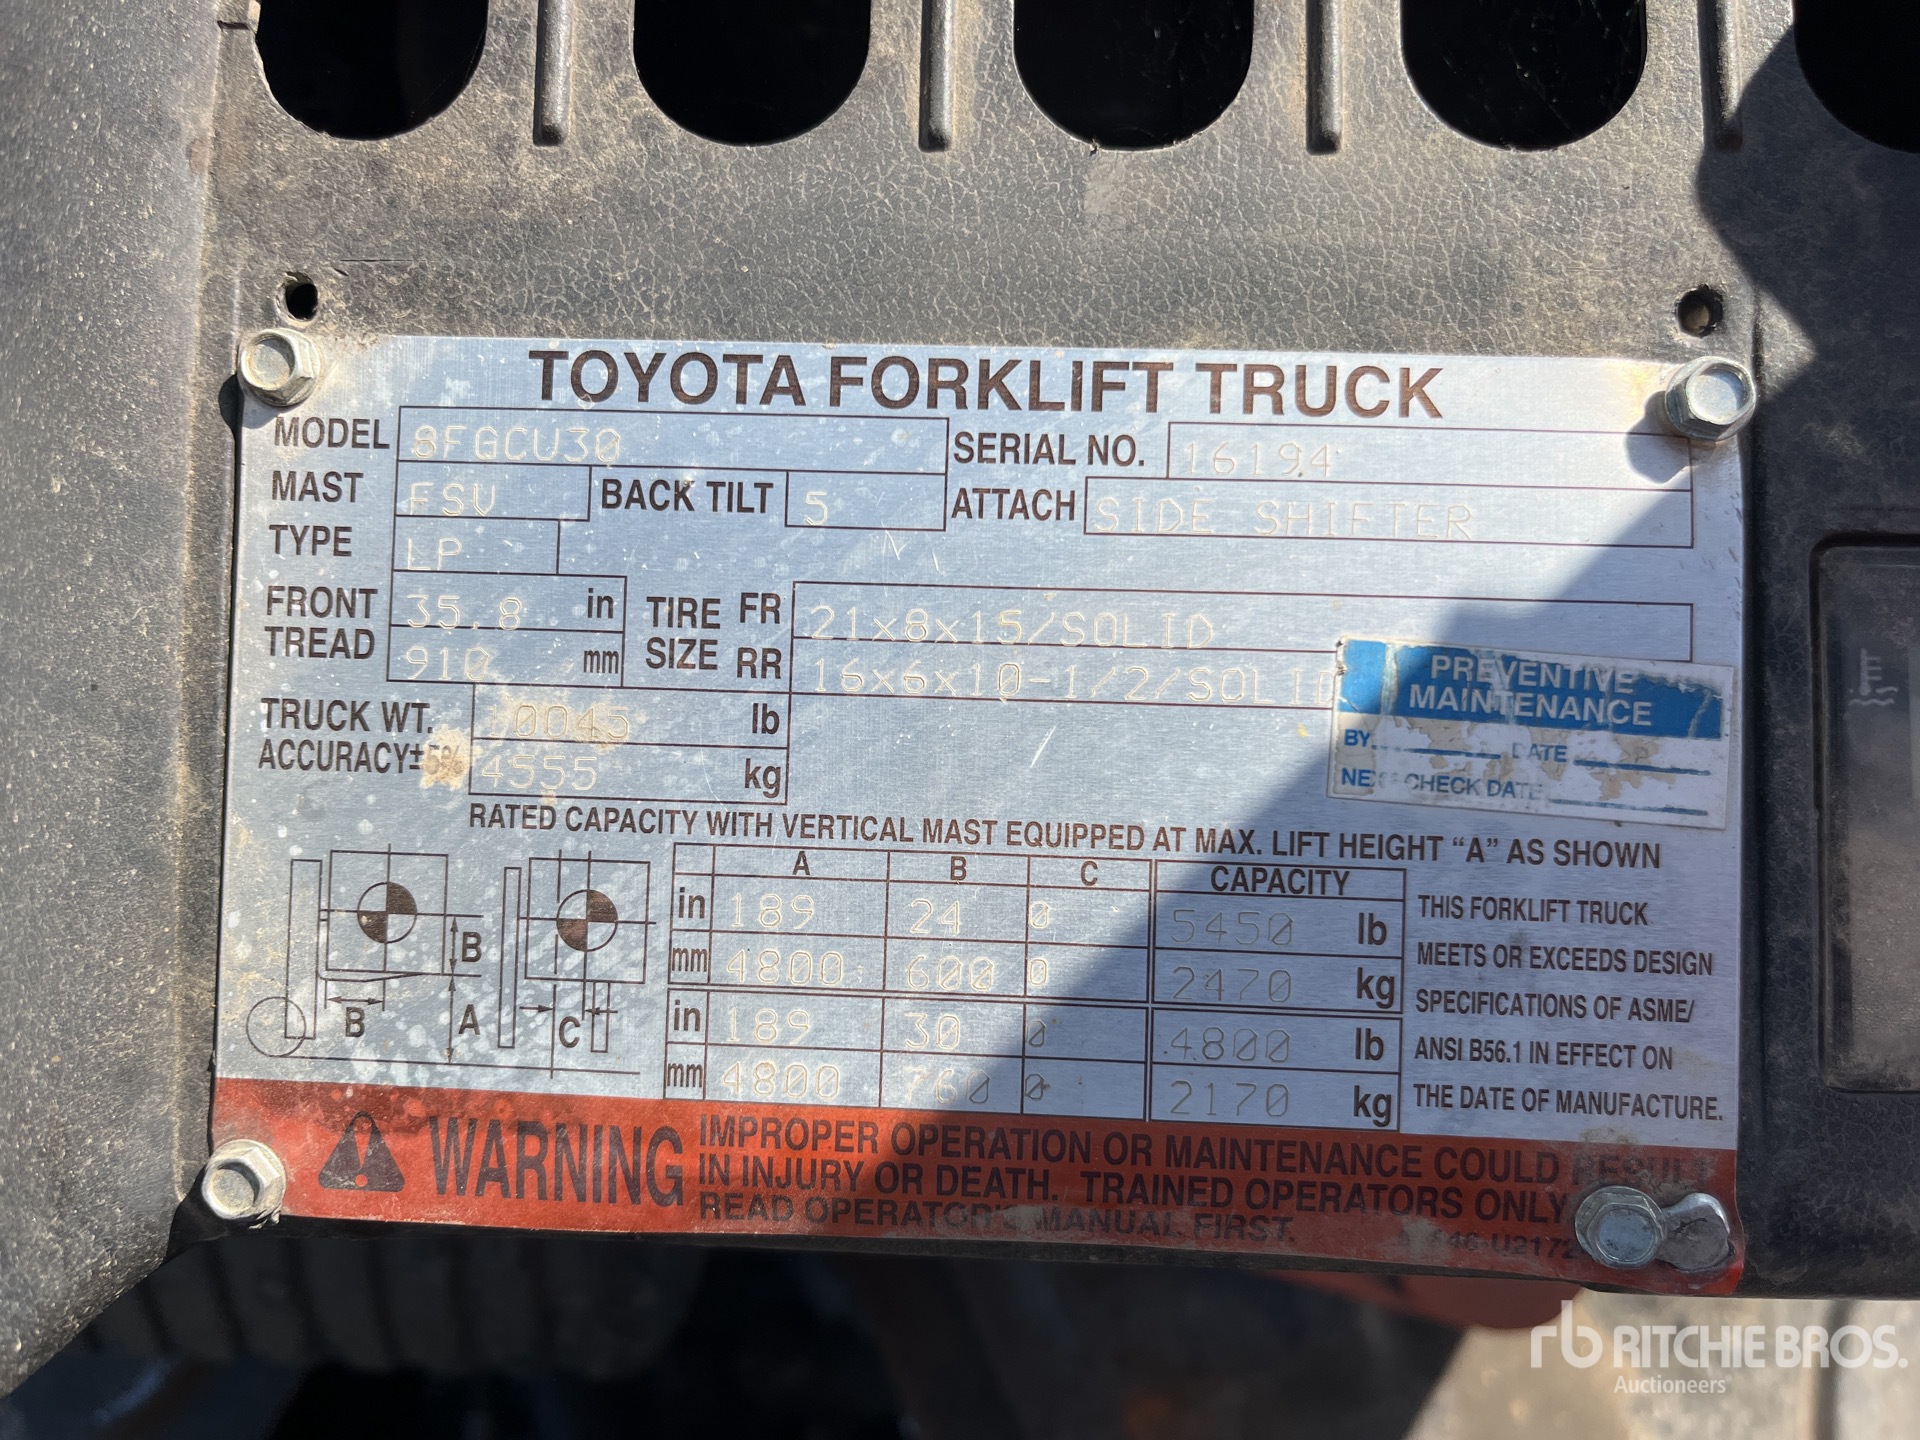 TOYOTA FORKLIFT TRUCK
MODEL 8FGCU30 SERIAL NO. 16194
MAST FSV BACK TILT 5 ATTACH SIDE SHIFTER
TYPE LP
FRONT TREAD 35.8 in TIRE SIZE FR 21x8x15/SOLID
910 mm RR 16x6x10-1/2/SOLID
PREVENTIVE
MAINTENANCE
BY DATE
NEXT CHECK DATE
TRUCK WT. 10045 lb
ACCURACY±5% 4555 kg
RATED CAPACITY WITH VERTICAL MAST EQUIPPED AT MAX. LIFT HEIGHT "A" AS SHOWN
A B C CAPACITY
in 189 24 0 5450 lb
mm 4800 600 0 2470 kg
in 189 30 0 4800 lb
mm 4800 760 0 2170 kg
B
B A C
THIS FORKLIFT TRUCK
MEETS OR EXCEEDS DESIGN
SPECIFICATIONS OF ASME/
ANSI B56.1 IN EFFECT ON
THE DATE OF MANUFACTURE.
WARNING
IMPROPER OPERATION OR MAINTENANCE COULD RESULT
IN INJURY OR DEATH. TRAINED OPERATORS ONLY
READ OPERATOR'S MANUAL FIRST.
rb RITCHIE BROS.
Auctioneers